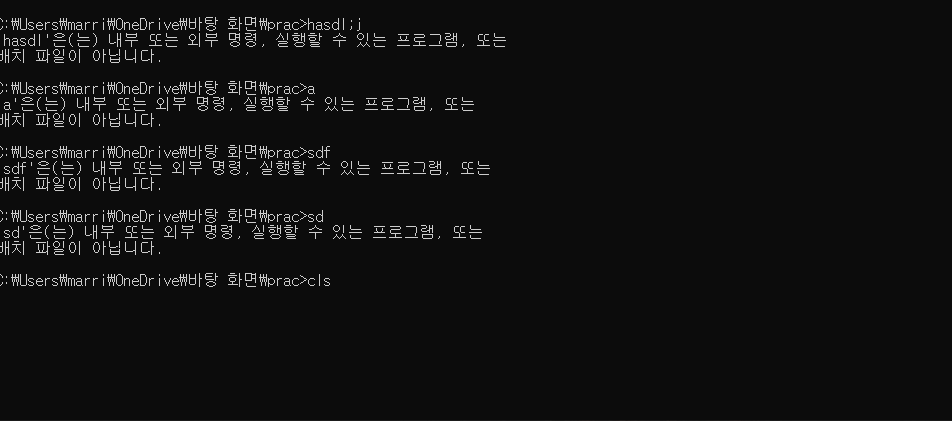 C:₩Users₩marri₩OneDrive₩바탕 화면₩prac>hasdl;j
'hasdl'은(는) 내부 또는 외부 명령, 실행할 수 있는 프로그램, 또는
배치 파일이 아닙니다.
C:₩Users₩marri₩OneDrive₩바탕 화면₩prac>a
'a'은(는) 내부 또는 외부 명령, 실행할 수 있는 프로그램, 또는
배치 파일이 아닙니다.
C:₩Users₩marri₩OneDrive₩바탕 화면₩prac>sdf
'sdf'은(는) 내부 또는 외부 명령, 실행할 수 있는 프로그램, 또는
배치 파일이 아닙니다.
C:₩Users₩marri₩OneDrive₩바탕 화면₩prac>sd
'sd'은(는) 내부 또는 외부 명령, 실행할 수 있는 프로그램, 또는
배치 파일이 아닙니다.
C:₩Users₩marri₩OneDrive₩바탕 화면₩prac>cls